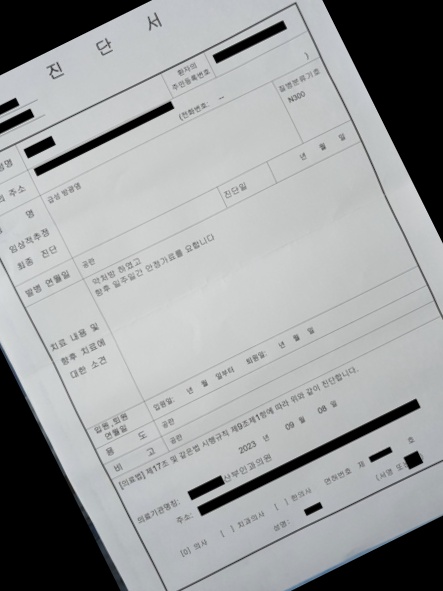 진 단 서
환자의
주민등록번호
성명
의 주소
(전화번호: - )
명
급성 방광염
질병분류기호
N300
임상적추정
최종 진단
진단일
년 월 일
발병 연월일
공란
치료 내용 및
향후 치료에
대한 소견
약처방 하였고
향후 일주일간 안정가료를 요합니다
입원.퇴원
연월일
입원일: 년 월 일부터 퇴원일: 년 월 일
용 도
공란
비 고
공란
[의료법] 제17조 및 같은법 시행규칙 제9조제1항에 따라 위와 같이 진단합니다.
2023 년 09 월 08 일
의료기관명칭: 산부인과의원
주소:
[0] 의사 [ ] 치과의사 [ ] 한의사 면허번호 제 호
성명: (서명 또는 )